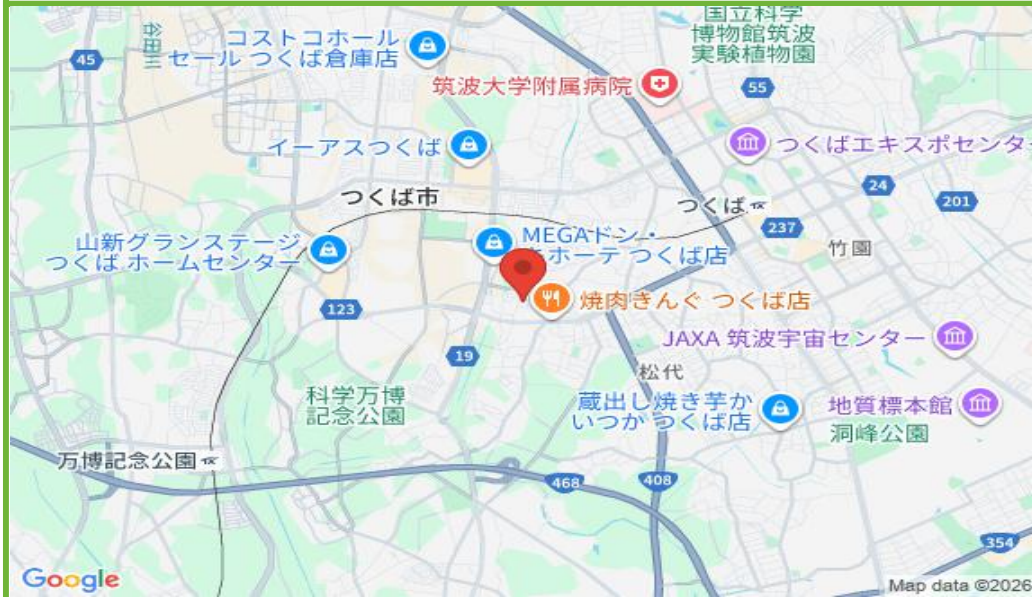 国立科学
博物館筑波
実験植物園
谷田川
45
コストコホール
セール つくば倉庫店
筑波大学附属病院
55
イーアスつくば
つくばエキスポセンタ
24
201
つくば市
つくば
237
竹園
山新グランステージ
つくば ホームセンター
MEGAドン・
キホーテ つくば店
焼肉きんぐ つくば店
123
JAXA 筑波宇宙センター
19
松代
科学万博
記念公園
蔵出し焼き芋か
いつか つくば店
地質標本館
洞峰公園
万博記念公園
468
408
354
Google
Map data ©2026